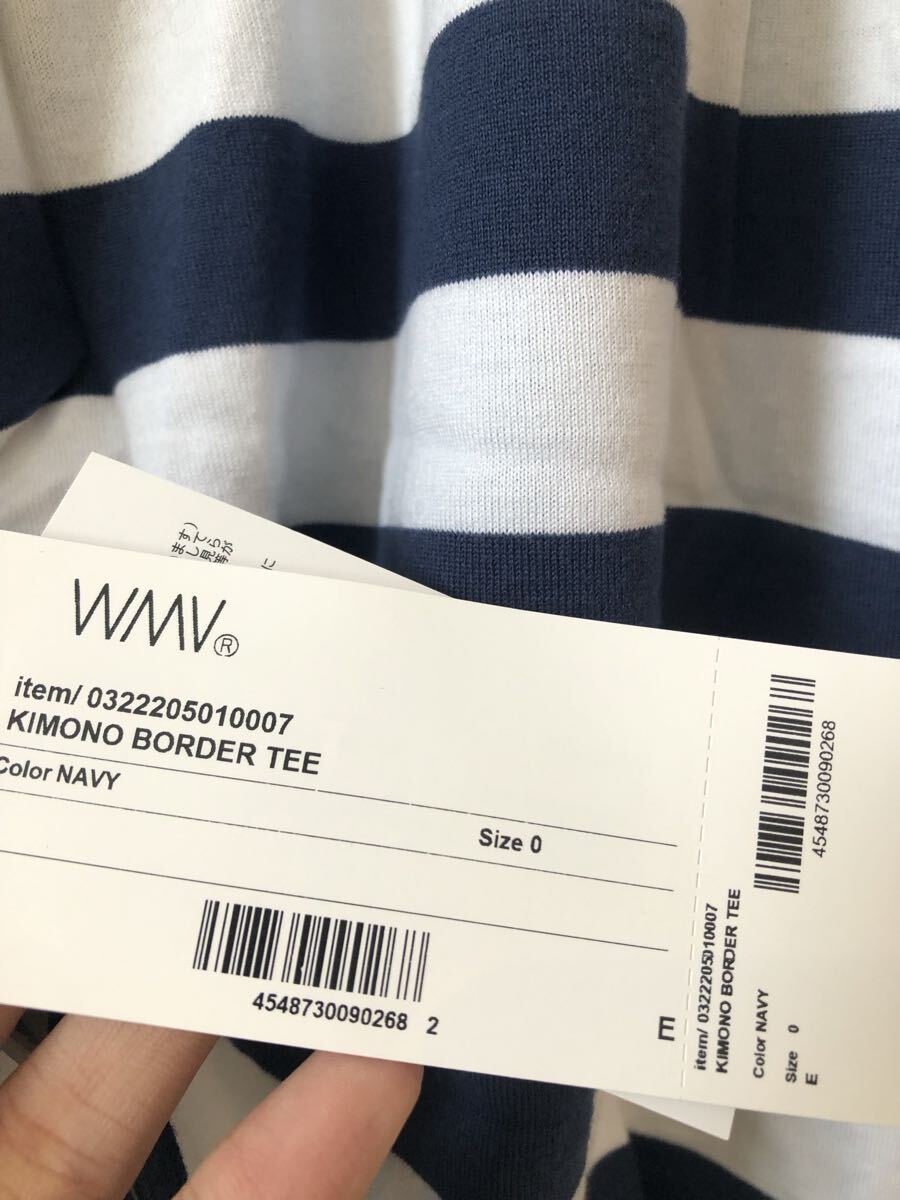 WMV®
item/ 0322205010007
KIMONO BORDER TEE
Color NAVY
Size 0
4548730090268 2
E
4548730090268
item/ 0322205010007
KIMONO BORDER TEE
Color NAVY
Size 0
E